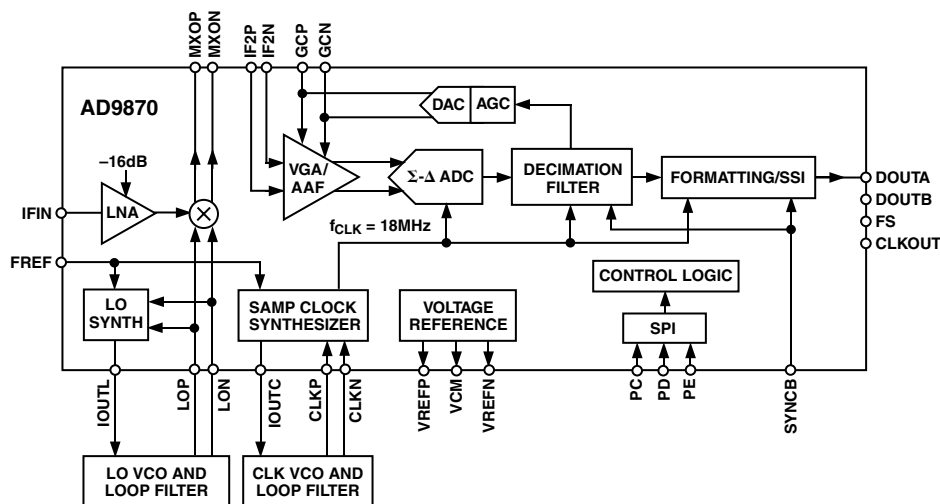 MXOP
MXON
IF2P
IF2N
GCP
GCN
AD9870
DAC
AGC
–16dB
VGA/
AAF
Σ-Δ ADC
DECIMATION
FILTER
FORMATTING/SSI
DOUTA
DOUTB
FS
CLKOUT
IFIN
LNA
fCLK = 18MHz
FREF
LO
SYNTH
SAMP CLOCK
SYNTHESIZER
VOLTAGE
REFERENCE
CONTROL LOGIC
SPI
IOUTL
LOP
LON
IOUTC
CLKP
CLKN
VREFP
VCM
VREFN
PC
PD
PE
SYNCB
LO VCO AND
LOOP FILTER
CLK VCO AND
LOOP FILTER